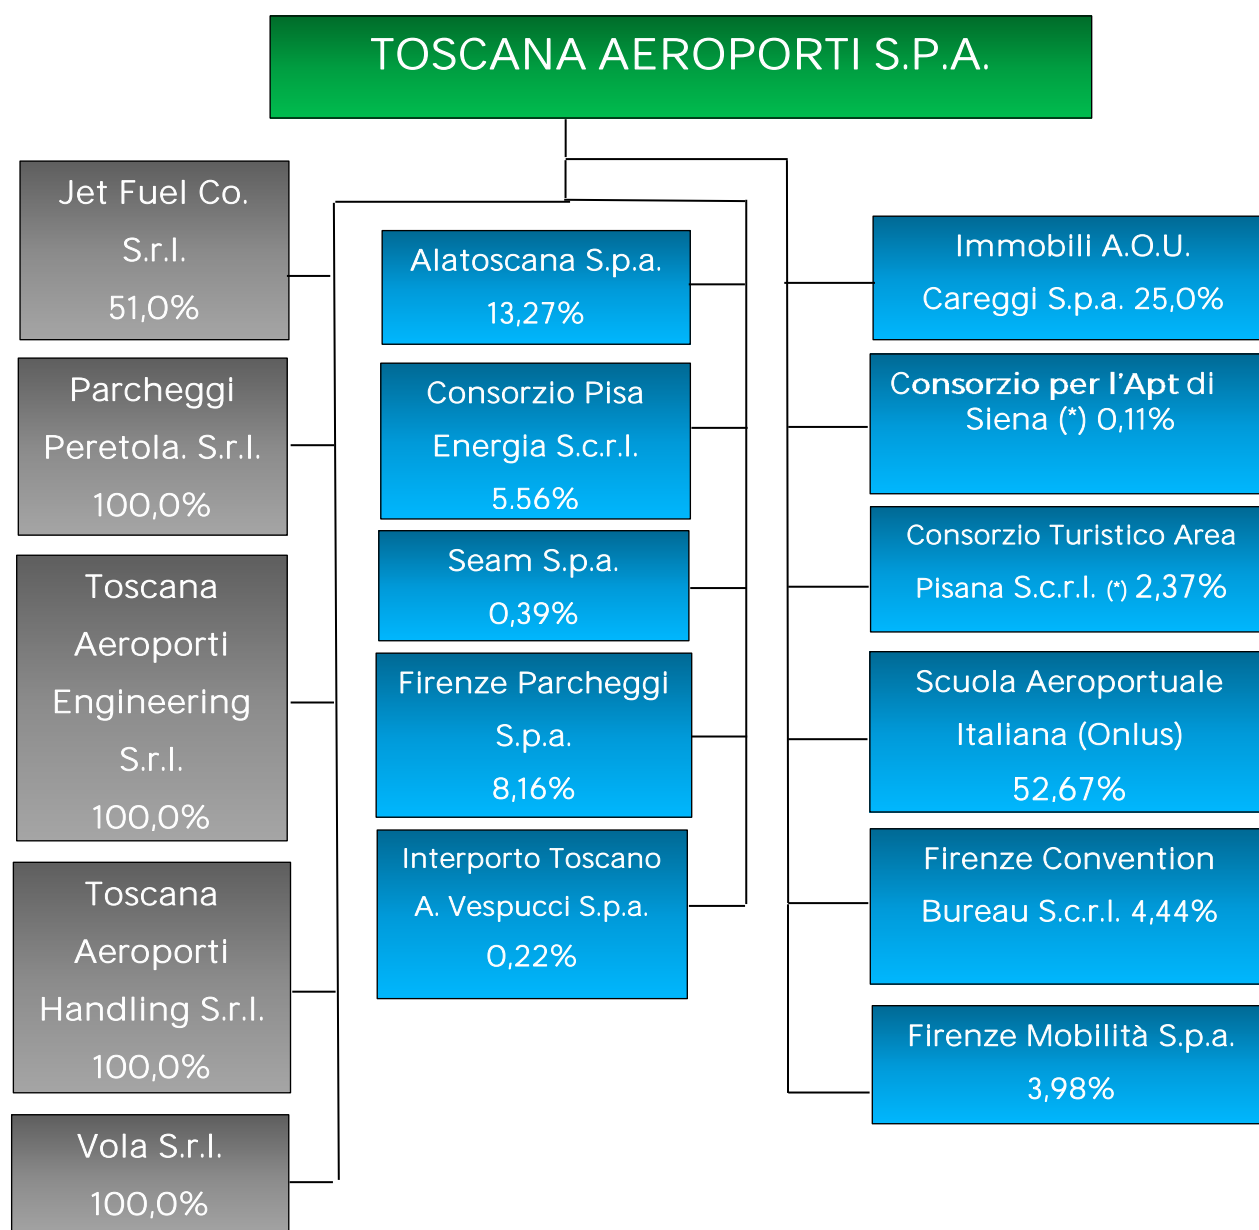 TOSCANA AEROPORTI S.P.A.
Jet Fuel Co.
S.r.l.
51,0%
Parcheggi
Peretola. S.r.l.
100,0%
Toscana
Aeroporti
Engineering
S.r.l.
100,0%
Toscana
Aeroporti
Handling S.r.l.
100,0%
Vola S.r.l.
100,0%
Alatoscana S.p.a.
13,27%
Consorzio Pisa
Energia S.c.r.l.
5.56%
Seam S.p.a.
0,39%
Firenze Parcheggi
S.p.a.
8,16%
Interporto Toscano
A. Vespucci S.p.a.
0,22%
Immobili A.O.U.
Careggi S.p.a. 25,0%
Consorzio per l’Apt di
Siena (*) 0,11%
Consorzio Turistico Area
Pisana S.c.r.l. (*) 2,37%
Scuola Aeroportuale
Italiana (Onlus)
52,67%
Firenze Convention
Bureau S.c.r.l. 4,44%
Firenze Mobilità S.p.a.
3,98%